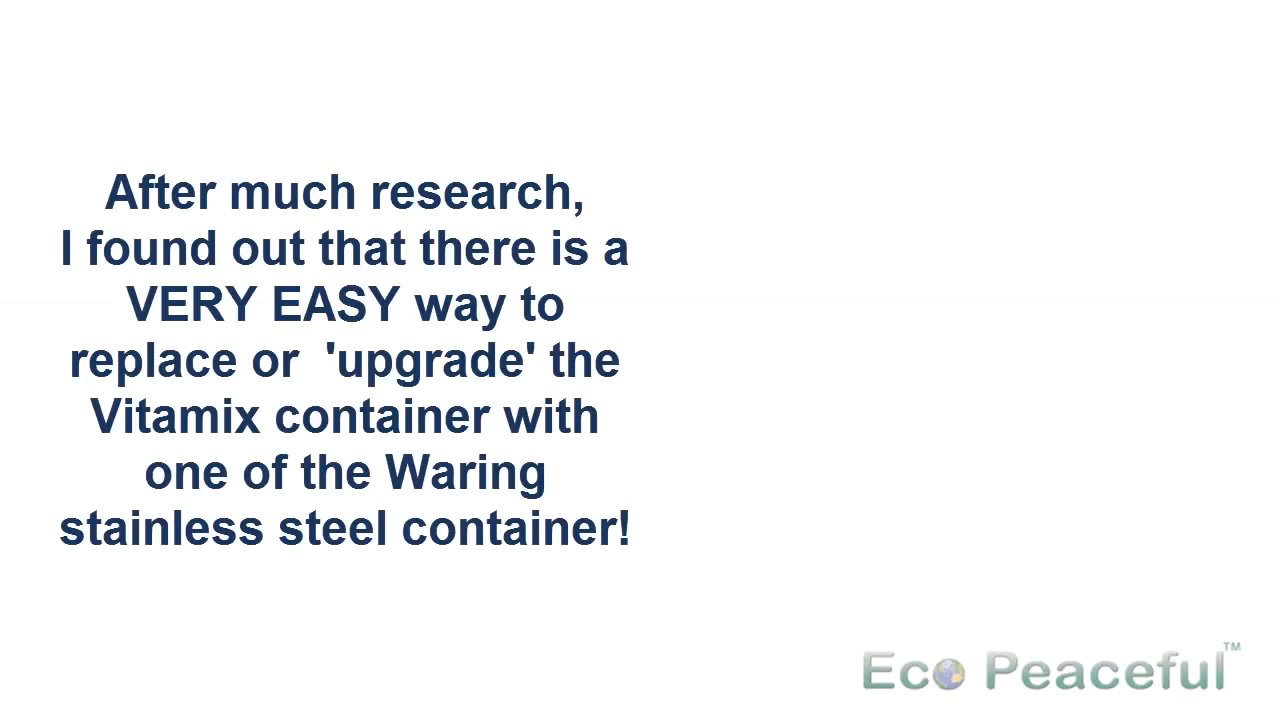 After much research,
I found out that there is a
VERY EASY way to
replace or  'upgrade' the
Vitamix container with
one of the Waring
stainless steel container!
Eco Peaceful™